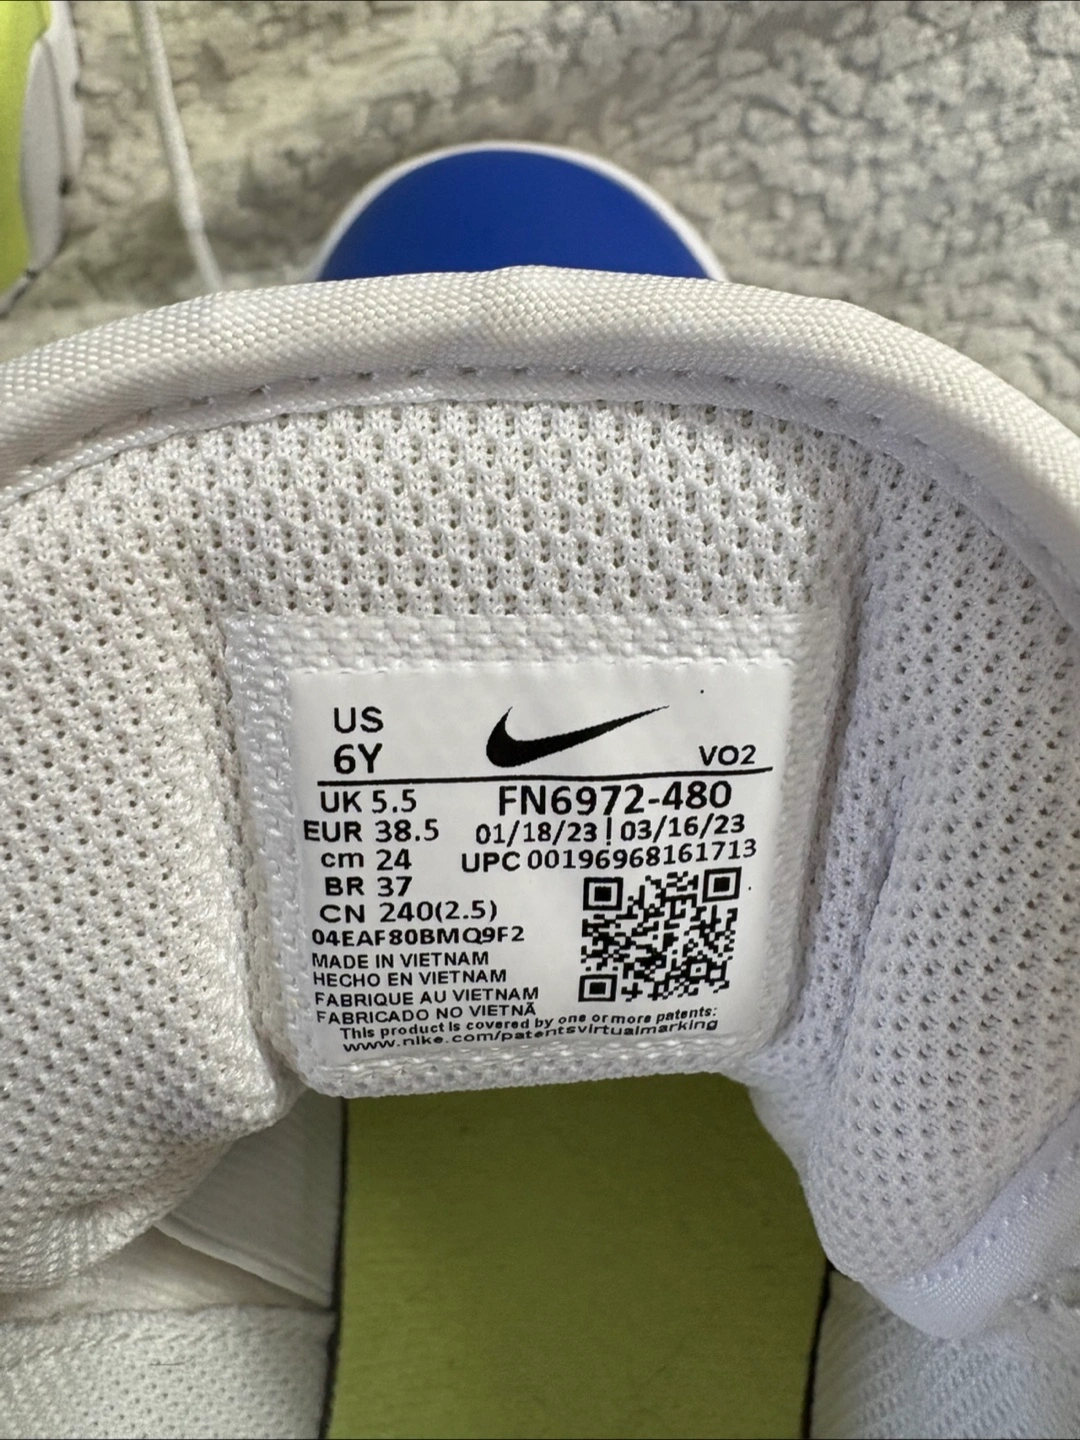 US
6Y
VO2
UK 5.5
FN6972-480
EUR 38.5
01/18/23 | 03/16/23
cm 24
UPC 00196968161713
BR 37
CN 240(2.5)
04EAF80BMQ9F2
MADE IN VIETNAM
HECHO EN VIETNAM
FABRIQUE AU VIETNAM
FABRICADO NO VIETNÃ
This product is covered by one or more patents:
www.nike.com/patentsvirtualmarking